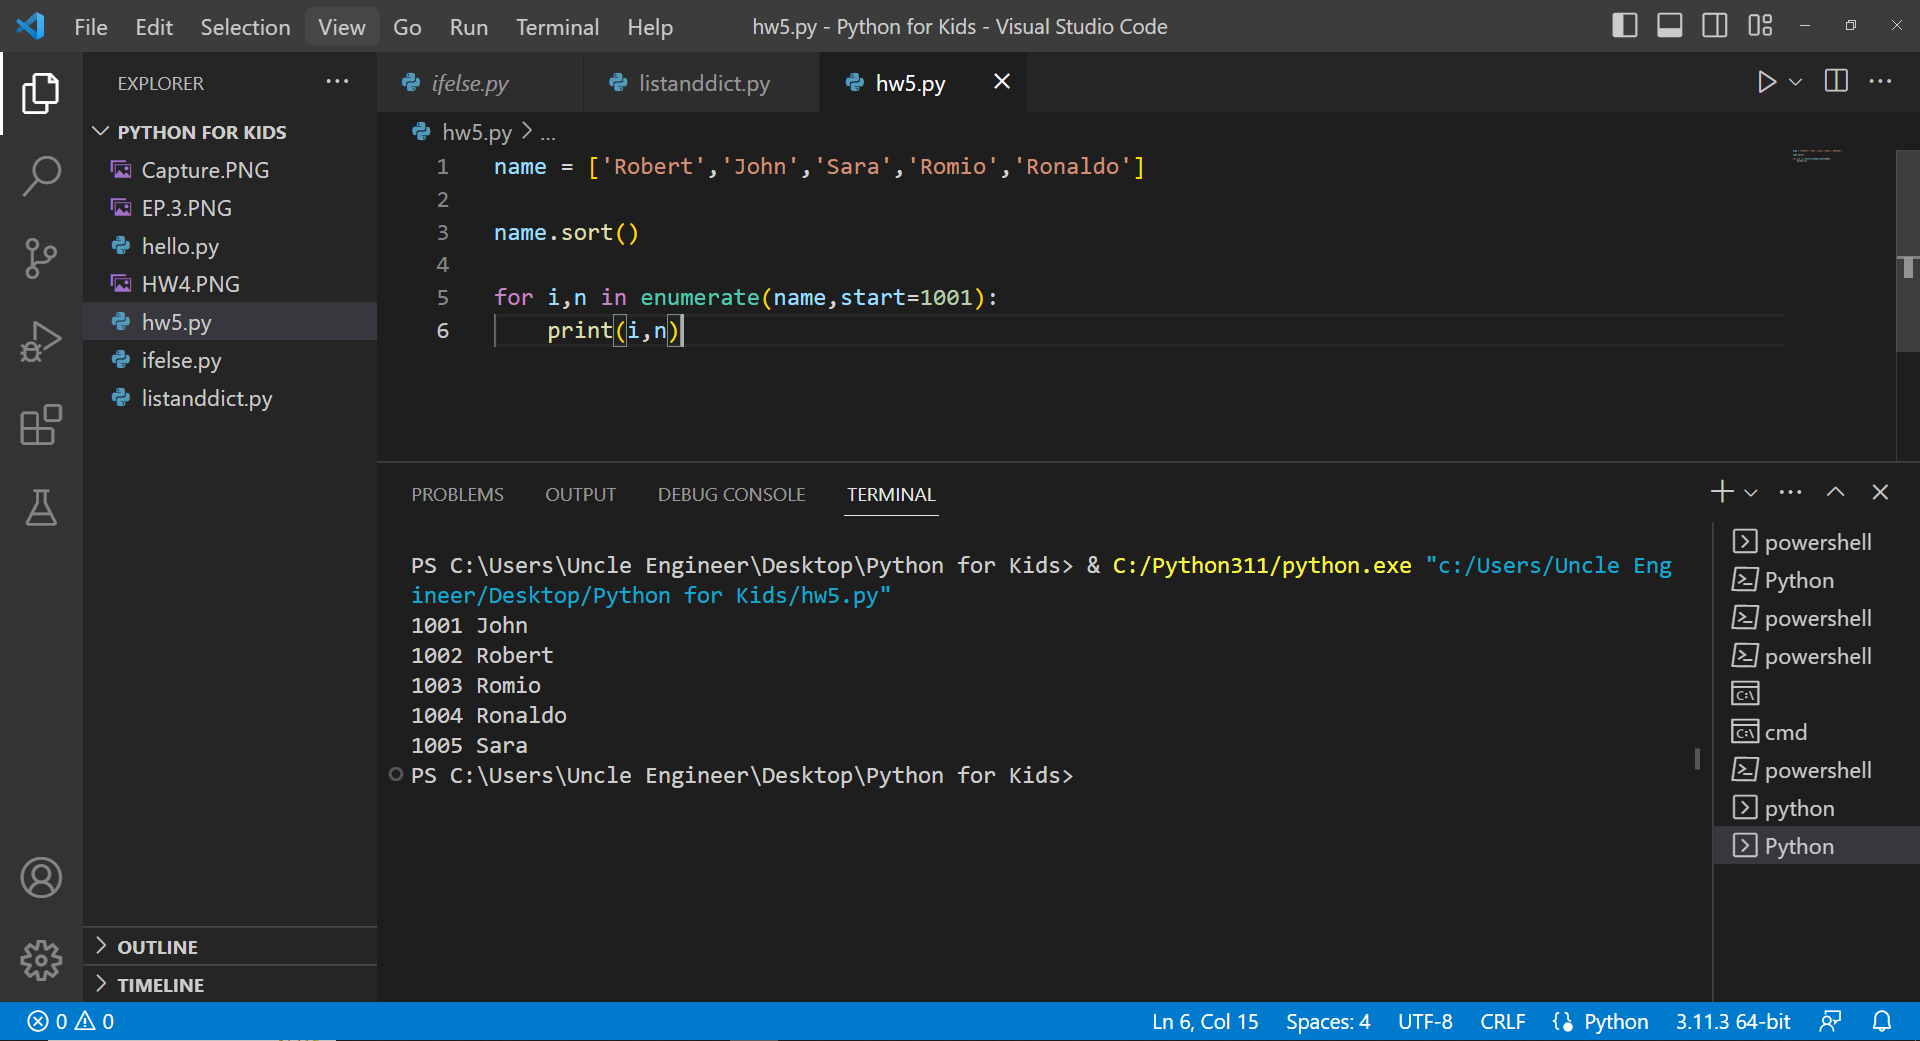 File Edit Selection View Go Run Terminal Help hw5.py - Python for Kids - Visual Studio Code
EXPLORER
PYTHON FOR KIDS
Capture.PNG
EP.3.PNG
hello.py
HW4.PNG
hw5.py
ifelse.py
listanddict.py
OUTLINE
TIMELINE
ifelse.py listanddict.py hw5.py
hw5.py > ...
1 name = ['Robert','John','Sara','Romio','Ronaldo']
2
3 name.sort()
4
5 for i,n in enumerate(name,start=1001):
6 print(i,n)
PROBLEMS OUTPUT DEBUG CONSOLE TERMINAL
PS C:\Users\Uncle Engineer\Desktop\Python for Kids> & C:/Python311/python.exe "c:/Users/Uncle Eng
ineer/Desktop/Python for Kids/hw5.py"
1001 John
1002 Robert
1003 Romio
1004 Ronaldo
1005 Sara
PS C:\Users\Uncle Engineer\Desktop\Python for Kids>
powershell
Python
powershell
powershell
cmd
powershell
python
Python
0 0 Ln 6, Col 15 Spaces: 4 UTF-8 CRLF Python 3.11.3 64-bit